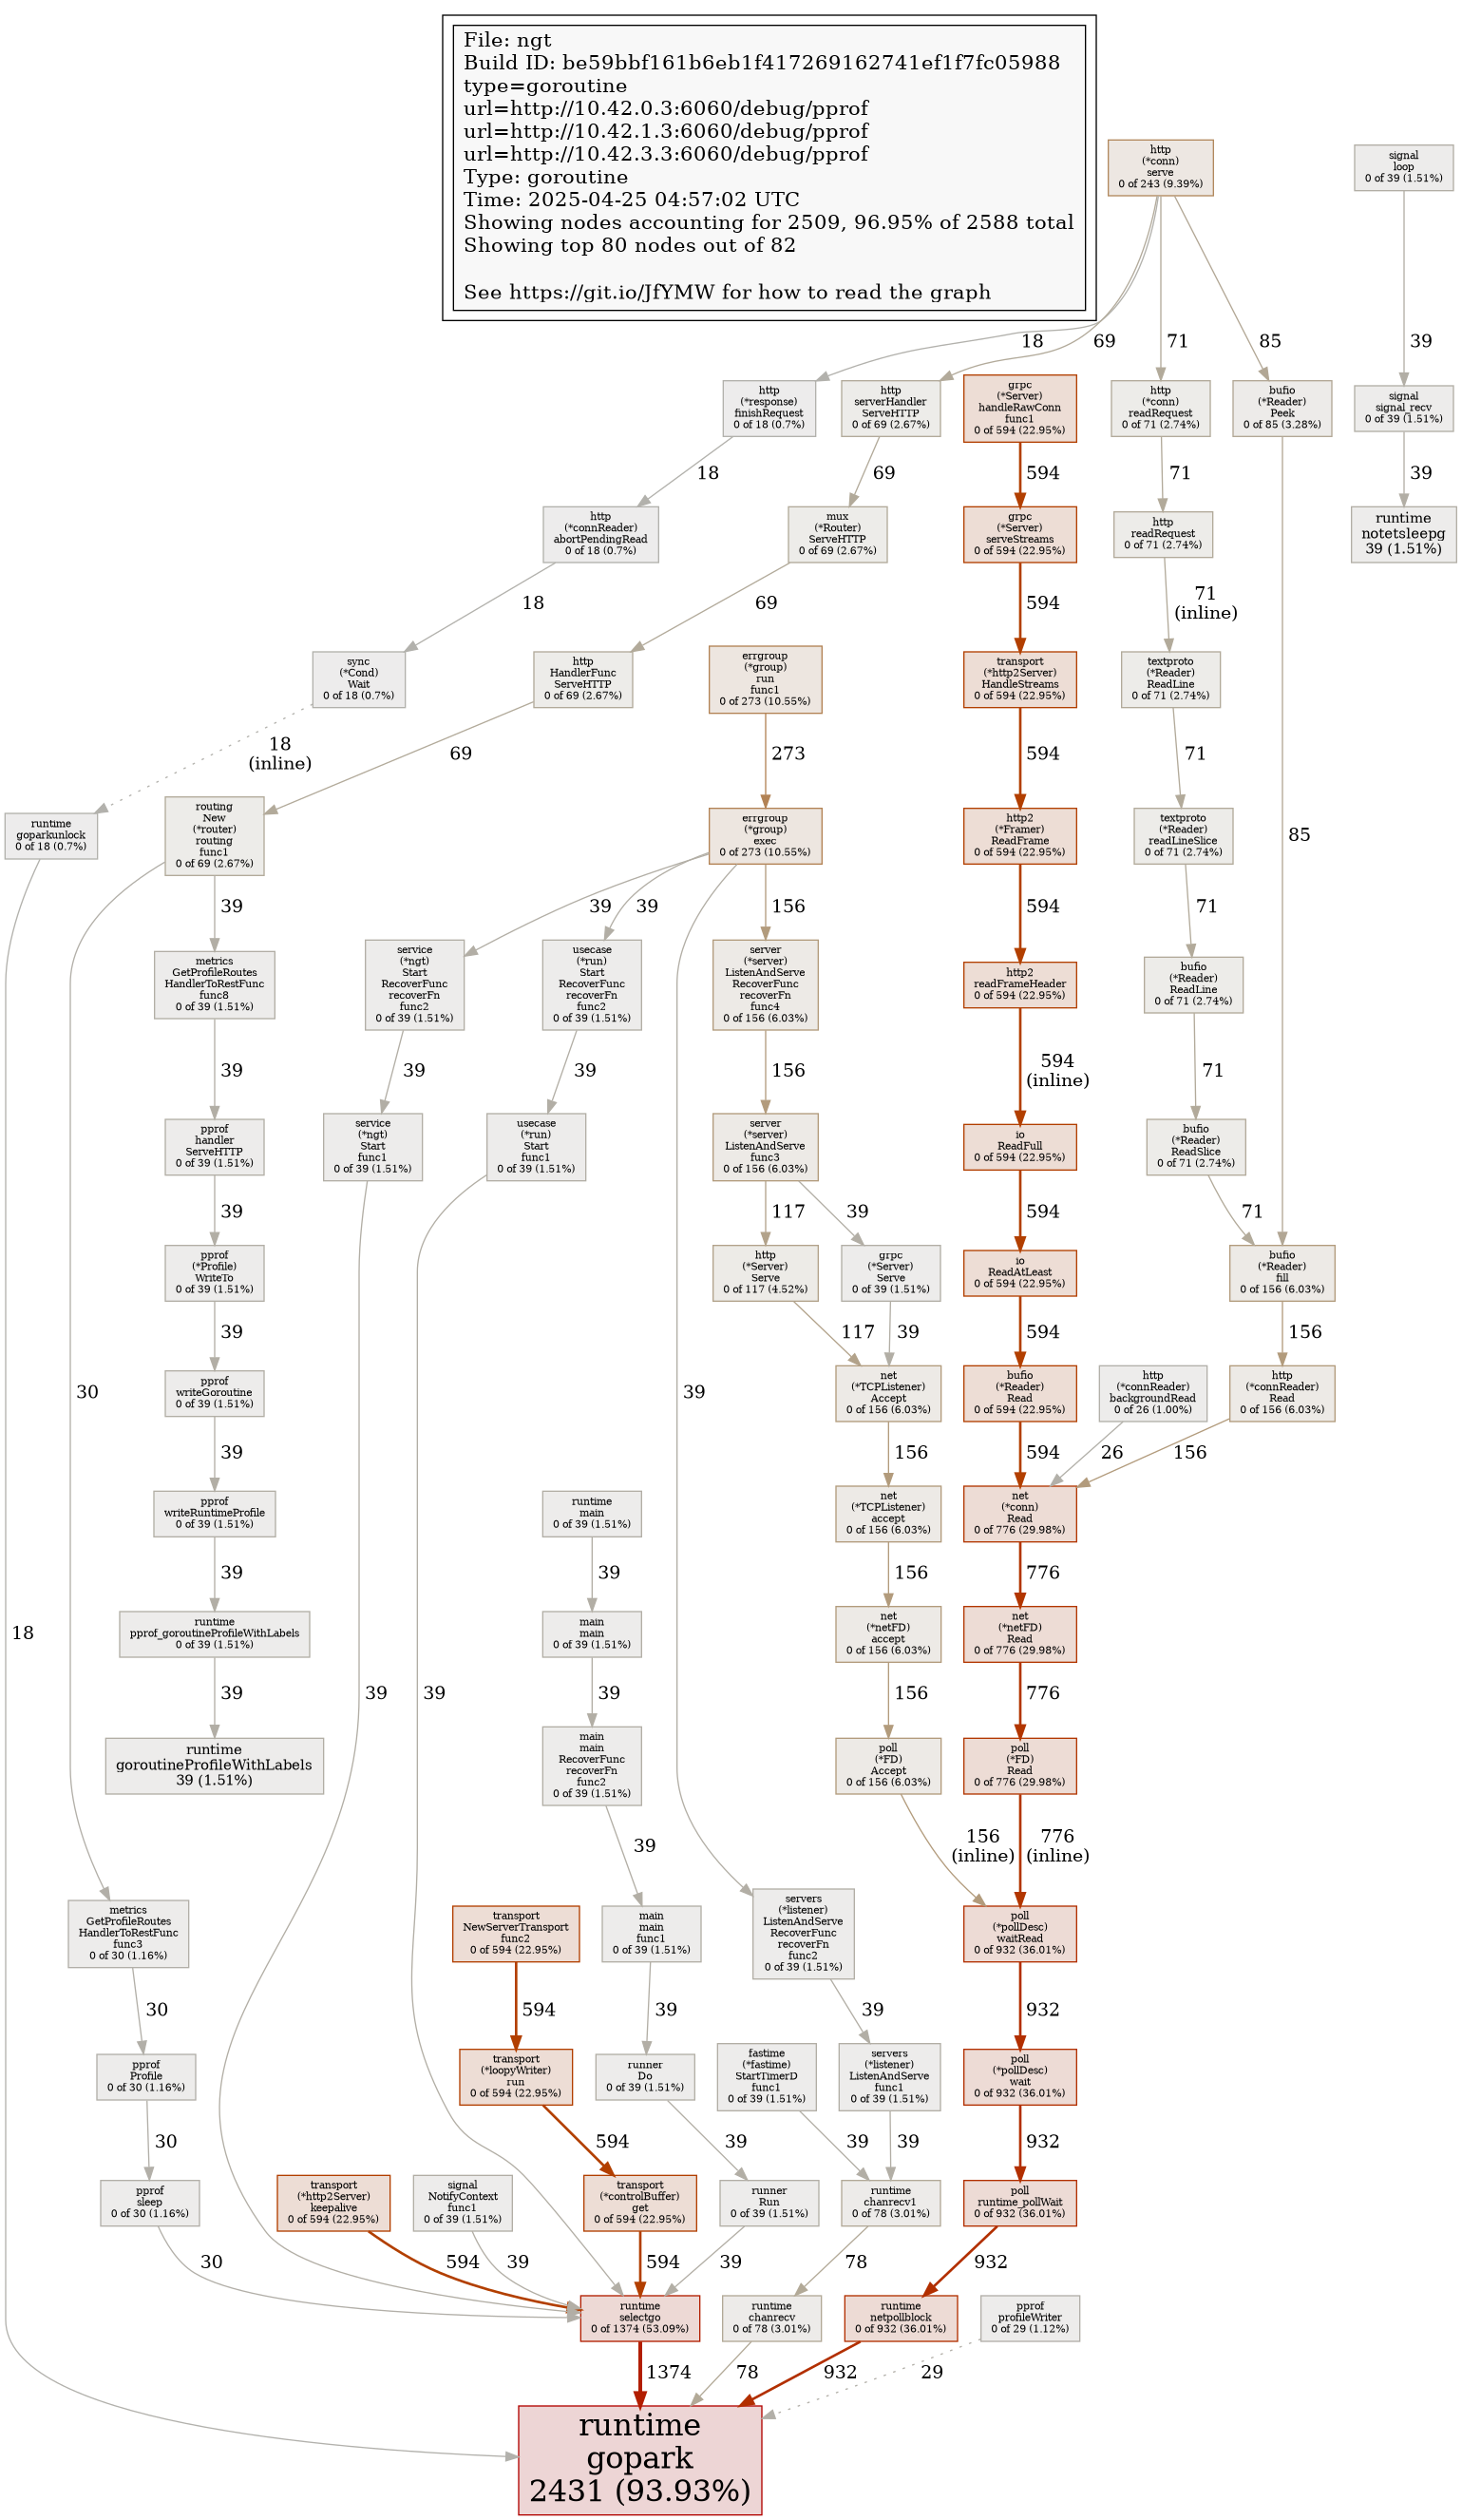 File: ngt
Build ID: be59bbf161b6eb1f417269162741ef1f7fc05988
type=goroutine
url=http://10.42.0.3:6060/debug/pprof
url=http://10.42.1.3:6060/debug/pprof
url=http://10.42.3.3:6060/debug/pprof
Type: goroutine
Time: 2025-04-25 04:57:02 UTC
Showing nodes accounting for 2509, 96.95% of 2588 total
Showing top 80 nodes out of 82
See https://git.io/JfYMW for how to read the graph
http
(*conn)
serve
0 of 243 (9.39%)
signal
loop
0 of 39 (1.51%)
18
69
71
85
39
http
(*response)
finishRequest
0 of 18 (0.7%)
http
serverHandler
ServeHTTP
0 of 69 (2.67%)
grpc
(*Server)
handleRawConn
func1
0 of 594 (22.95%)
http
(*conn)
readRequest
0 of 71 (2.74%)
bufio
(*Reader)
Peek
0 of 85 (3.28%)
signal
signal_recv
0 of 39 (1.51%)
18
69
594
71
39
http
(*connReader)
abortPendingRead
0 of 18 (0.7%)
mux
(*Router)
ServeHTTP
0 of 69 (2.67%)
grpc
(*Server)
serveStreams
0 of 594 (22.95%)
http
readRequest
0 of 71 (2.74%)
runtime
notetsleepg
39 (1.51%)
18
69
594
71
(inline)
sync
(*Cond)
Wait
0 of 18 (0.7%)
http
HandlerFunc
ServeHTTP
0 of 69 (2.67%)
errgroup
(*group)
run
func1
0 of 273 (10.55%)
transport
(*http2Server)
HandleStreams
0 of 594 (22.95%)
textproto
(*Reader)
ReadLine
0 of 71 (2.74%)
18
(inline)
69
273
594
71
85
runtime
goparkunlock
0 of 18 (0.7%)
routing
New
(*router)
routing
func1
0 of 69 (2.67%)
errgroup
(*group)
exec
0 of 273 (10.55%)
http2
(*Framer)
ReadFrame
0 of 594 (22.95%)
textproto
(*Reader)
readLineSlice
0 of 71 (2.74%)
39
39
39
156
594
71
metrics
GetProfileRoutes
HandlerToRestFunc
func8
0 of 39 (1.51%)
service
(*ngt)
Start
RecoverFunc
recoverFn
func2
0 of 39 (1.51%)
usecase
(*run)
Start
RecoverFunc
recoverFn
func2
0 of 39 (1.51%)
server
(*server)
ListenAndServe
RecoverFunc
recoverFn
func4
0 of 156 (6.03%)
http2
readFrameHeader
0 of 594 (22.95%)
bufio
(*Reader)
ReadLine
0 of 71 (2.74%)
39
39
39
156
594
(inline)
71
pprof
handler
ServeHTTP
0 of 39 (1.51%)
service
(*ngt)
Start
func1
0 of 39 (1.51%)
usecase
(*run)
Start
func1
0 of 39 (1.51%)
server
(*server)
ListenAndServe
func3
0 of 156 (6.03%)
io
ReadFull
0 of 594 (22.95%)
bufio
(*Reader)
ReadSlice
0 of 71 (2.74%)
39
117
39
594
71
pprof
(*Profile)
WriteTo
0 of 39 (1.51%)
http
(*Server)
Serve
0 of 117 (4.52%)
grpc
(*Server)
Serve
0 of 39 (1.51%)
io
ReadAtLeast
0 of 594 (22.95%)
bufio
(*Reader)
fill
0 of 156 (6.03%)
39
117
39
594
156
30
39
pprof
writeGoroutine
0 of 39 (1.51%)
net
(*TCPListener)
Accept
0 of 156 (6.03%)
bufio
(*Reader)
Read
0 of 594 (22.95%)
http
(*connReader)
backgroundRead
0 of 26 (1.00%)
http
(*connReader)
Read
0 of 156 (6.03%)
39
156
594
26
156
pprof
writeRuntimeProfile
0 of 39 (1.51%)
runtime
main
0 of 39 (1.51%)
net
(*TCPListener)
accept
0 of 156 (6.03%)
net
(*conn)
Read
0 of 776 (29.98%)
39
39
156
776
18
runtime
pprof_goroutineProfileWithLabels
0 of 39 (1.51%)
main
main
0 of 39 (1.51%)
net
(*netFD)
accept
0 of 156 (6.03%)
net
(*netFD)
Read
0 of 776 (29.98%)
39
39
39
39
156
776
runtime
goroutineProfileWithLabels
39 (1.51%)
main
main
RecoverFunc
recoverFn
func2
0 of 39 (1.51%)
poll
(*FD)
Accept
0 of 156 (6.03%)
poll
(*FD)
Read
0 of 776 (29.98%)
39
156
(inline)
776
(inline)
metrics
GetProfileRoutes
HandlerToRestFunc
func3
0 of 30 (1.16%)
transport
NewServerTransport
func2
0 of 594 (22.95%)
main
main
func1
0 of 39 (1.51%)
servers
(*listener)
ListenAndServe
RecoverFunc
recoverFn
func2
0 of 39 (1.51%)
poll
(*pollDesc)
waitRead
0 of 932 (36.01%)
30
594
39
39
932
pprof
Profile
0 of 30 (1.16%)
transport
(*loopyWriter)
run
0 of 594 (22.95%)
runner
Do
0 of 39 (1.51%)
fastime
(*fastime)
StartTimerD
func1
0 of 39 (1.51%)
servers
(*listener)
ListenAndServe
func1
0 of 39 (1.51%)
poll
(*pollDesc)
wait
0 of 932 (36.01%)
30
594
39
39
39
932
pprof
sleep
0 of 30 (1.16%)
transport
(*http2Server)
keepalive
0 of 594 (22.95%)
signal
NotifyContext
func1
0 of 39 (1.51%)
transport
(*controlBuffer)
get
0 of 594 (22.95%)
runner
Run
0 of 39 (1.51%)
runtime
chanrecv1
0 of 78 (3.01%)
poll
runtime_pollWait
0 of 932 (36.01%)
30
594
39
594
39
78
932
runtime
selectgo
0 of 1374 (53.09%)
runtime
chanrecv
0 of 78 (3.01%)
runtime
netpollblock
0 of 932 (36.01%)
pprof
profileWriter
0 of 29 (1.12%)
1374
78
932
29
runtime
gopark
2431 (93.93%)